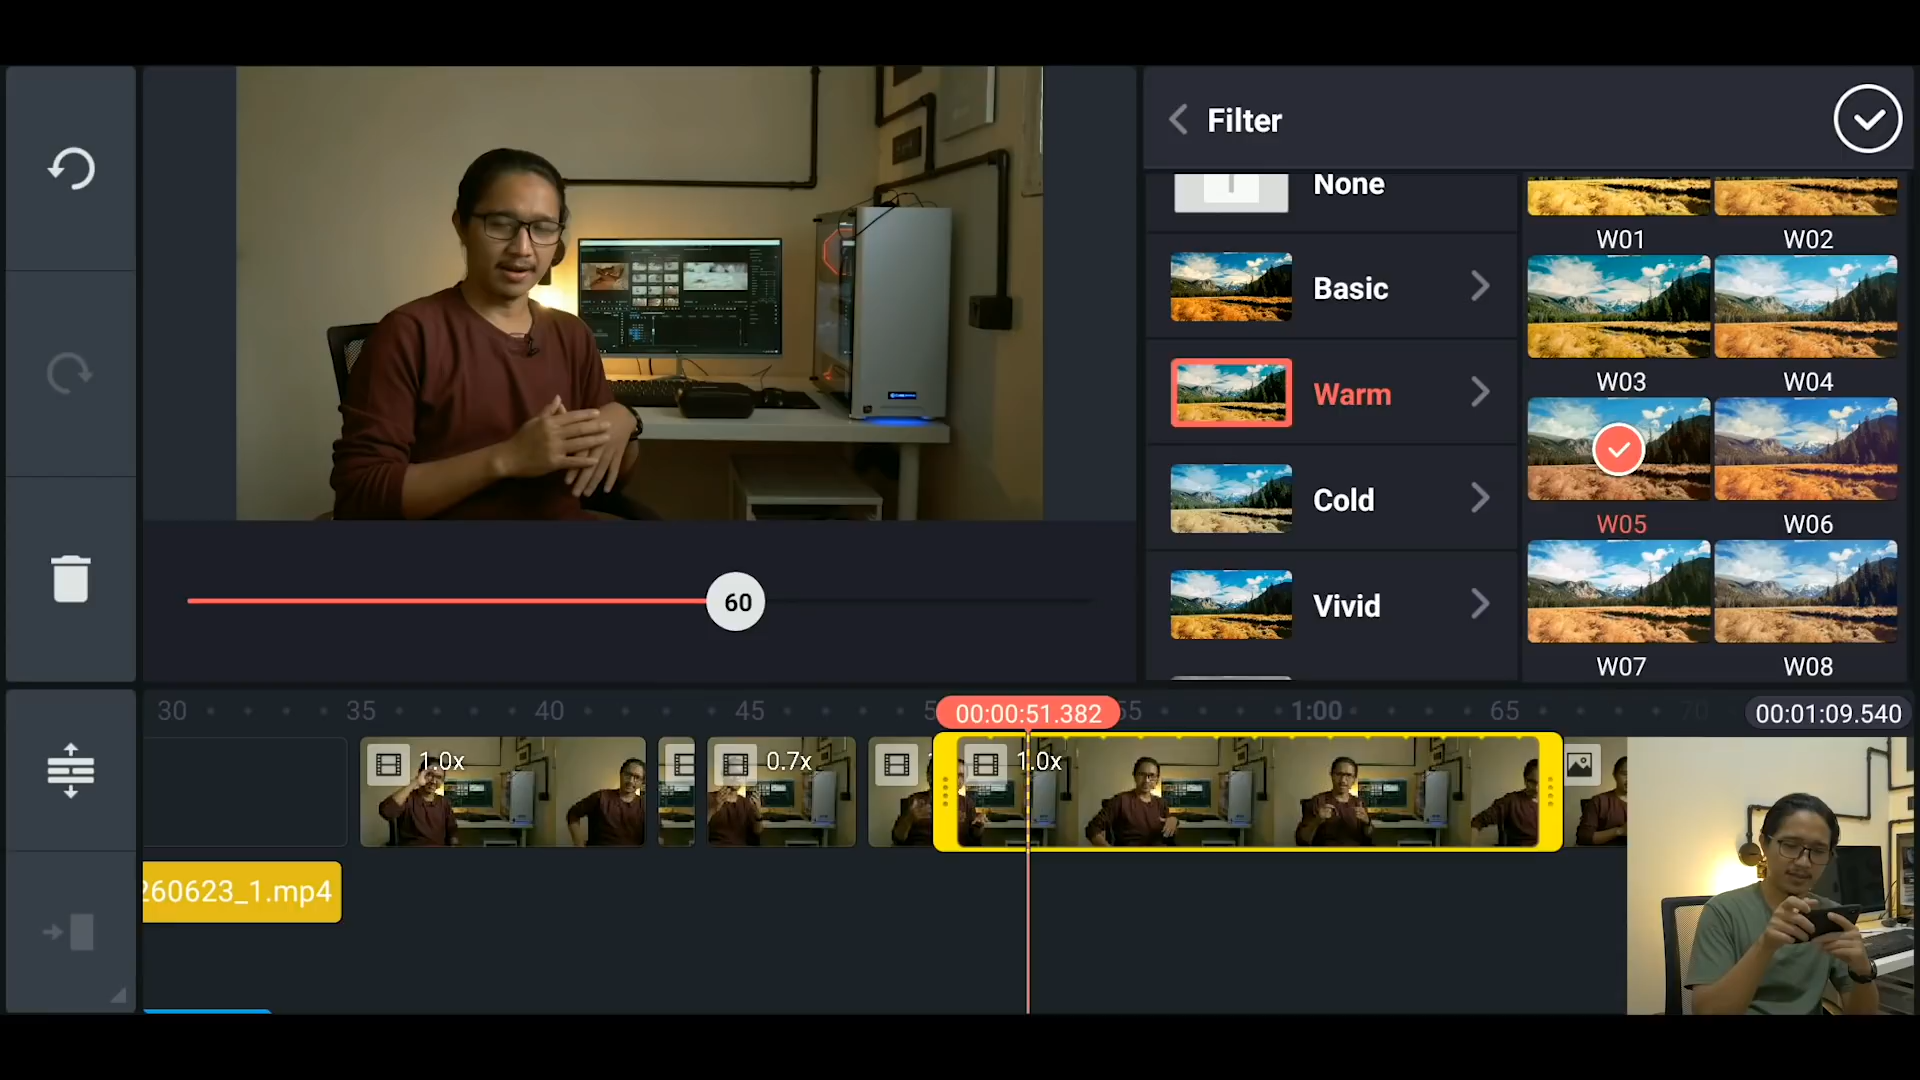 Filter
None
Basic
Warm
Cold
Vivid
W01
W02
W03
W04
W05
W06
W07
W08
60
30
35
40
45
00:00:51.382
1:00
65
70
00:01:09.540
1.0x
0.7x
1.0x
260623_1.mp4